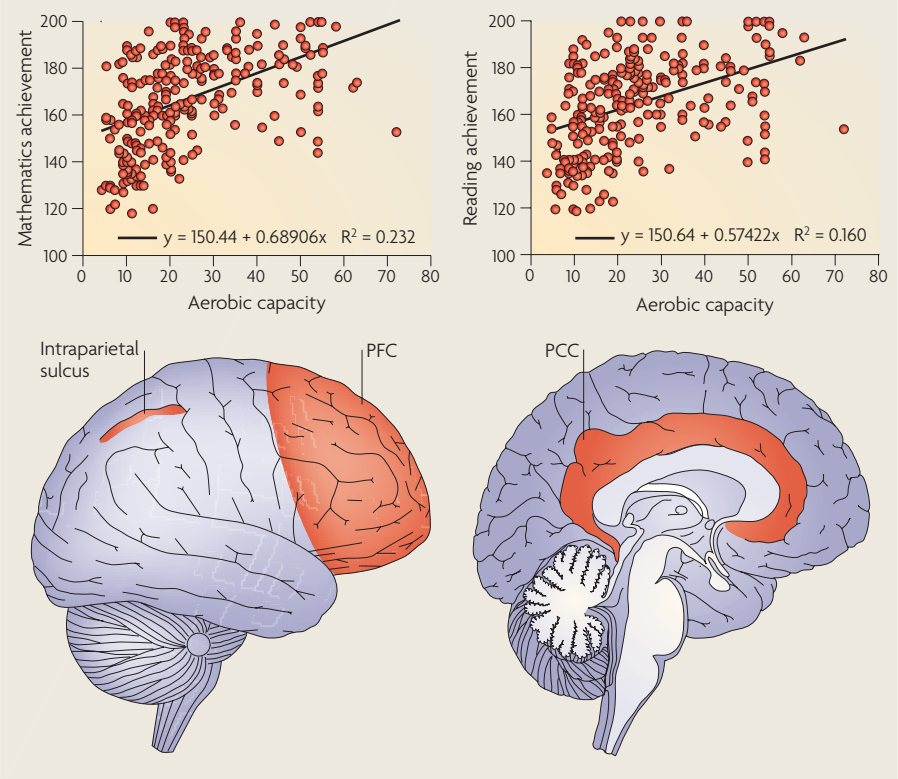 Mathematics achievement
200
180
160
140
120
100
y = 150.44 + 0.68906x R² = 0.232
0 10 20 30 40 50 60 70 80
Aerobic capacity
Reading achievement
200
180
160
140
120
100
y = 150.64 + 0.57422x R² = 0.160
0 10 20 30 40 50 60 70 80
Aerobic capacity
Intraparietal
sulcus
PFC
PCC